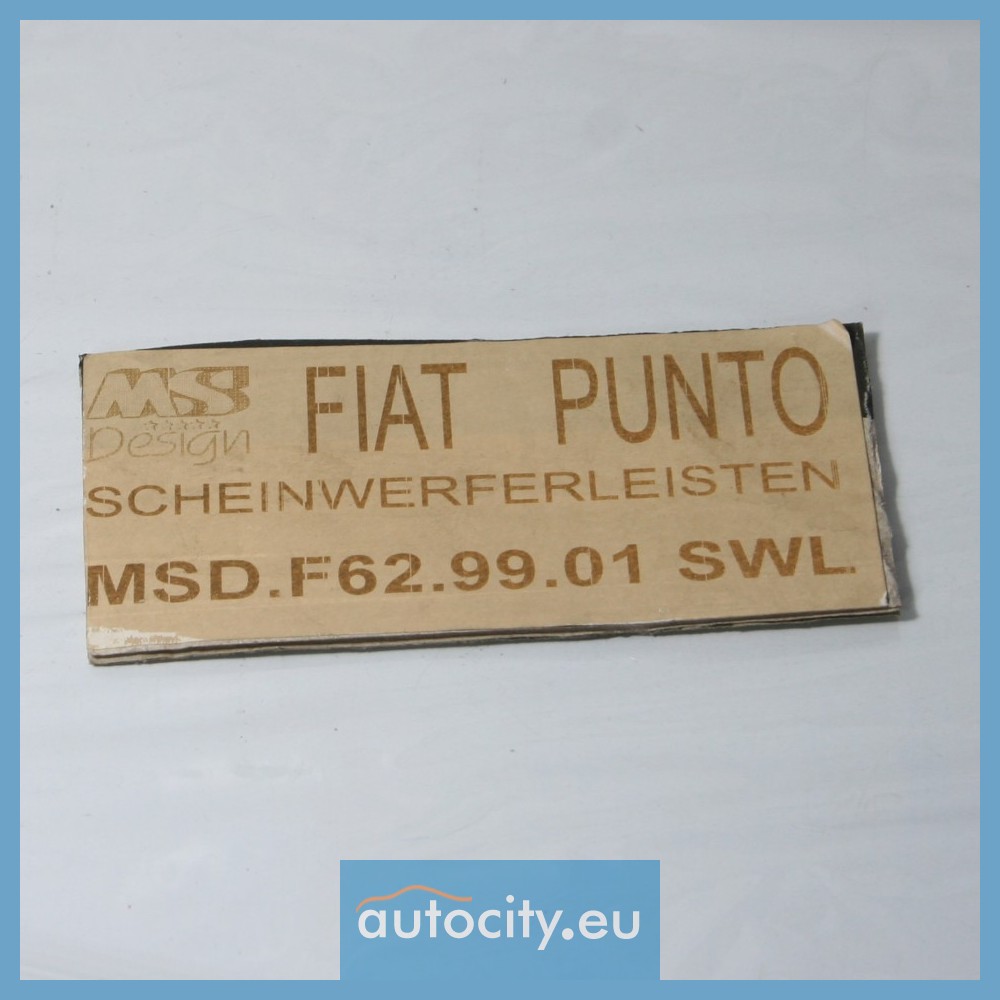 MS Design
FIAT PUNTO
SCHEINWERFERLEISTEN
MSD.F62.99.01 SWL.
autocity.eu